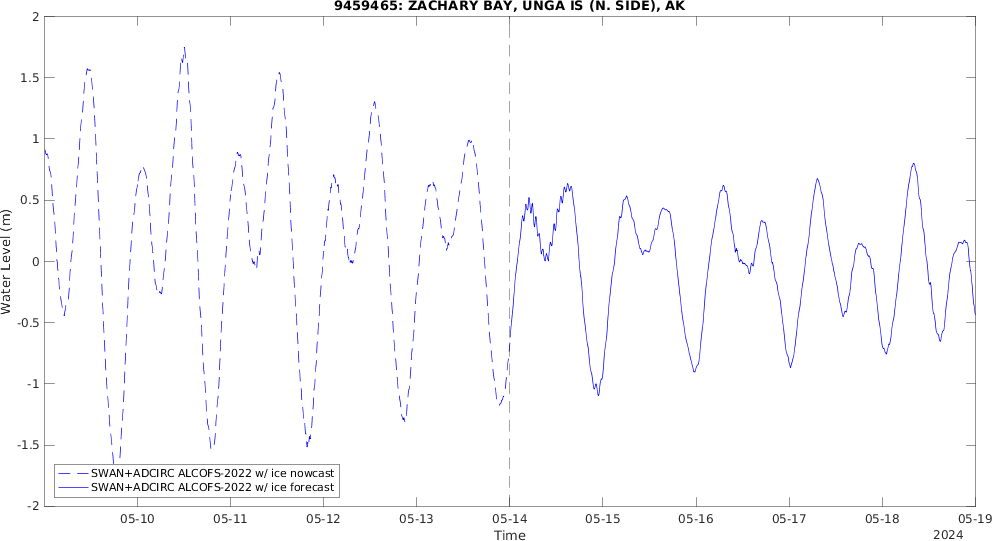 9459465: ZACHARY BAY, UNGA IS (N. SIDE), AK
2
1.5
1
0.5
0
-0.5
-1
-1.5
-2
Water Level (m)
SWAN+ADCIRC ALCOFS-2022 w/ ice nowcast
SWAN+ADCIRC ALCOFS-2022 w/ ice forecast
05-10 05-11 05-12 05-13 05-14 05-15 05-16 05-17 05-18 05-19
Time
2024